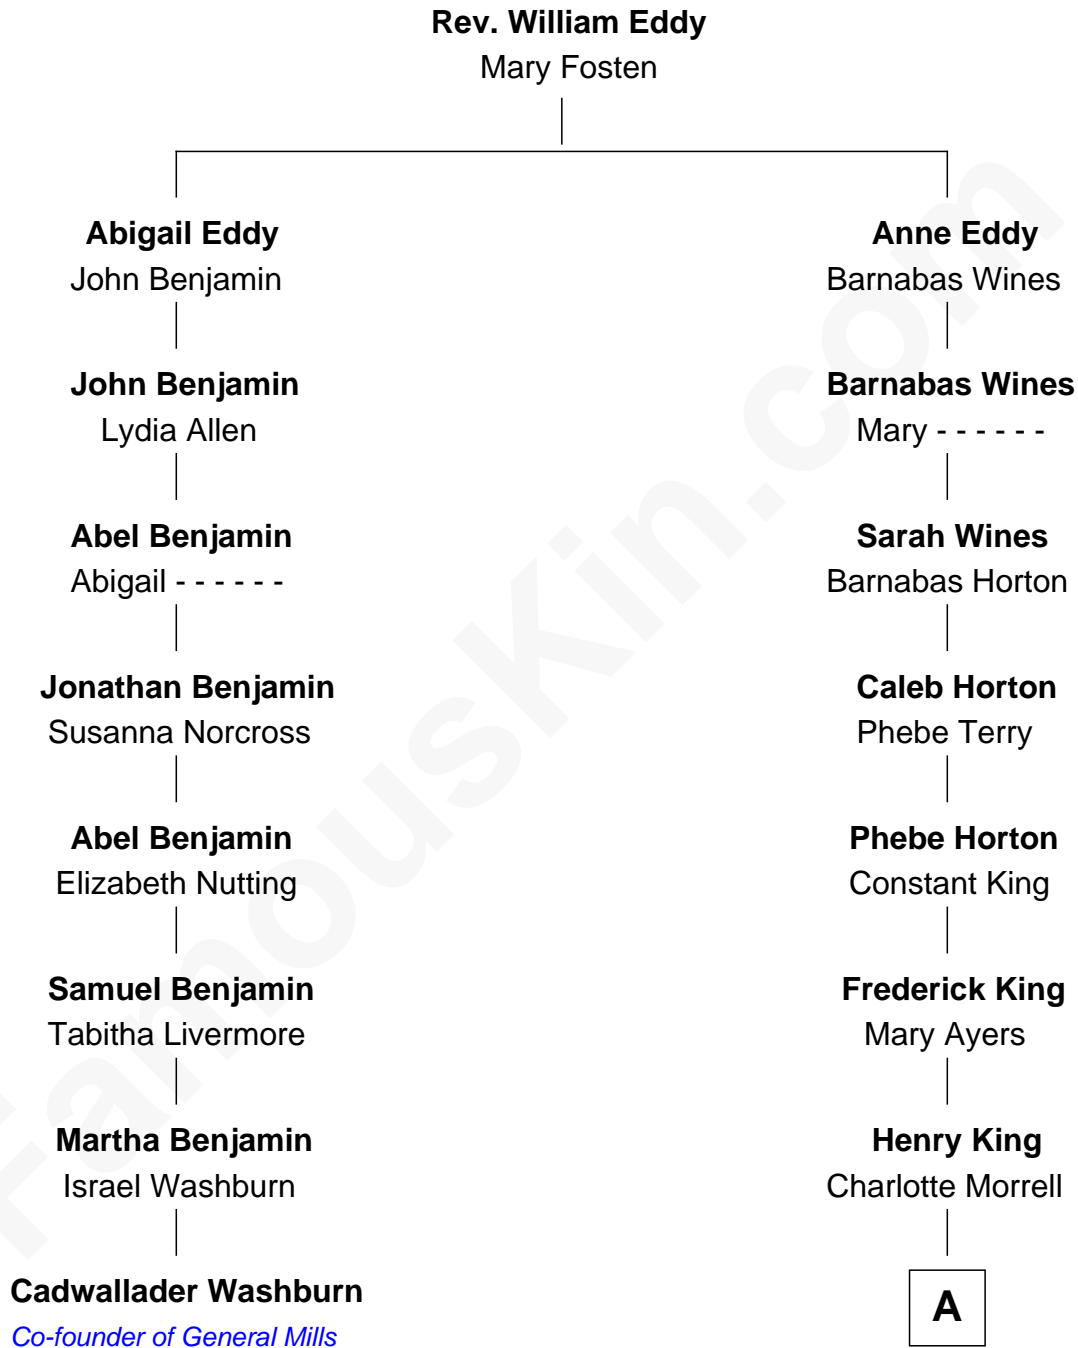 Rev. William Eddy
Mary Fosten
Abigail Eddy
John Benjamin
Anne Eddy
Barnabas Wines
John Benjamin
Lydia Allen
Barnabas Wines
Mary - - - - - -
Abel Benjamin
Abigail - - - - - -
Sarah Wines
Barnabas Horton
Jonathan Benjamin
Susanna Norcross
Caleb Horton
Phebe Terry
Abel Benjamin
Elizabeth Nutting
Phebe Horton
Constant King
Samuel Benjamin
Tabitha Livermore
Frederick King
Mary Ayers
Martha Benjamin
Israel Washburn
Henry King
Charlotte Morrell
Cadwallader Washburn
Co-founder of General Mills
A
FamousKin.com